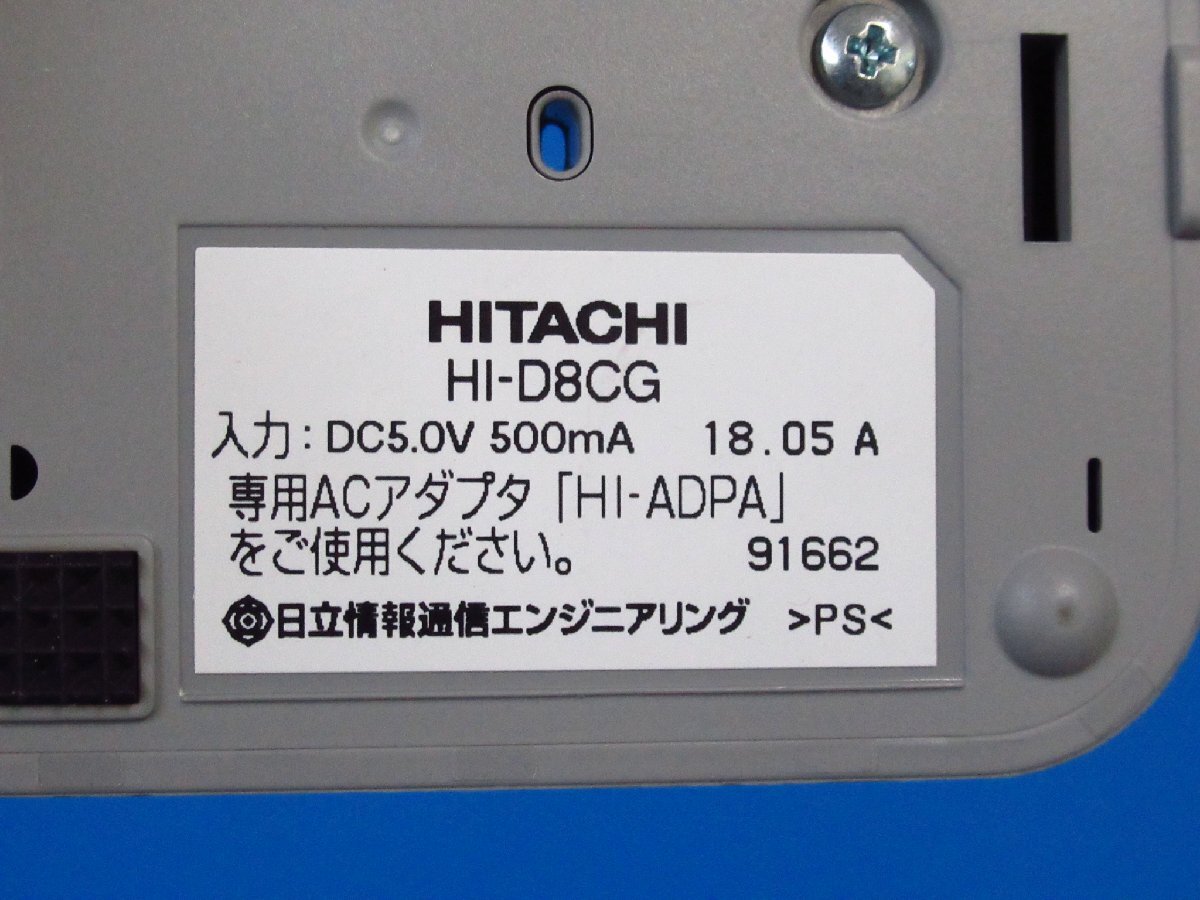 HITACHI
HI-D8CG
入力：DC5.0V 500mA 18.05 A
専用ACアダプタ「HI-ADPA」
をご使用ください。 91662
日立情報通信エンジニアリング >PS<